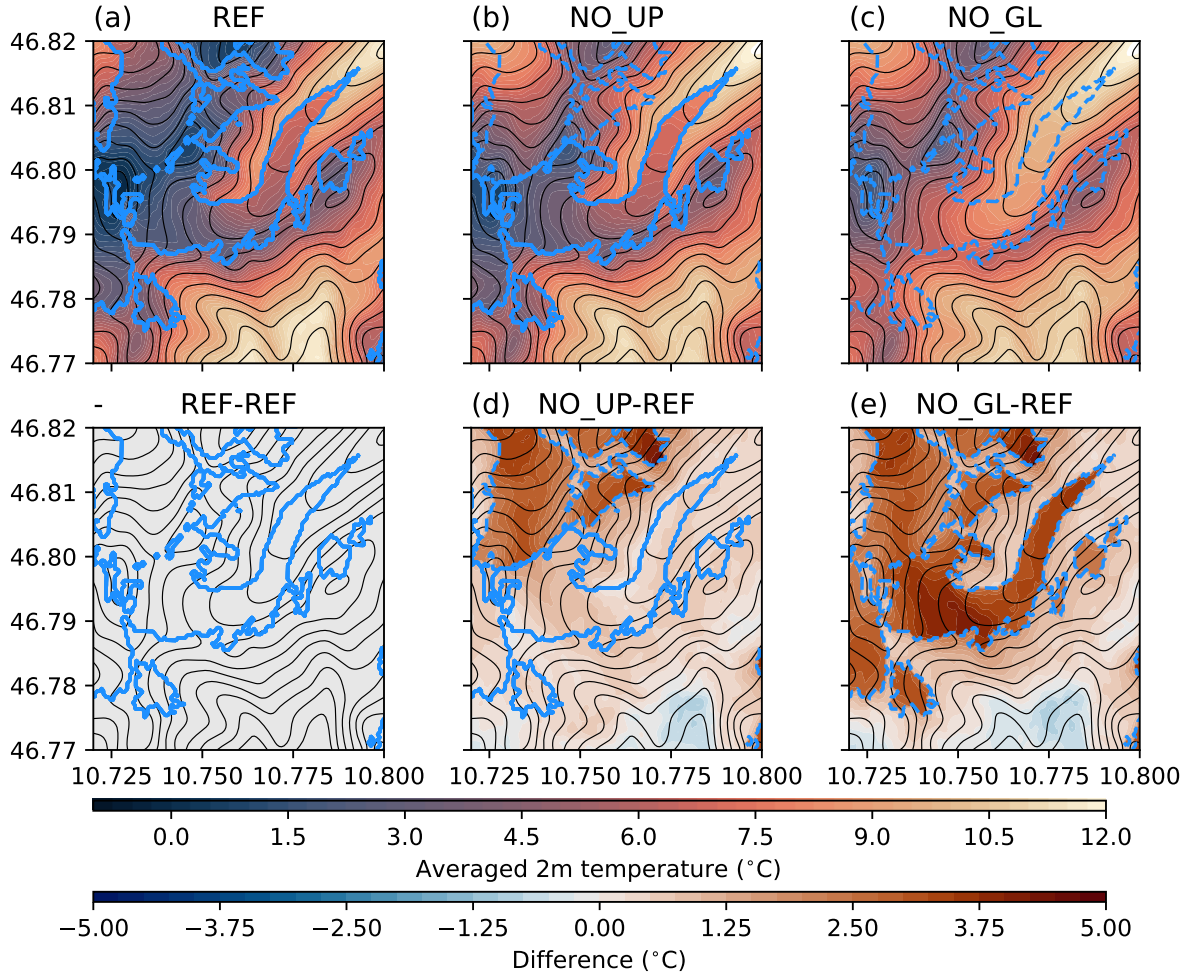 (a) REF (b) NO_UP (c) NO_GL
46.82
46.81
46.80
46.79
46.78
46.77
- REF-REF (d) NO_UP-REF (e) NO_GL-REF
46.82
46.81
46.80
46.79
46.78
46.77
10.725 10.750 10.775 10.800 10.725 10.750 10.775 10.800 10.725 10.750 10.775 10.800
0.0 1.5 3.0 4.5 6.0 7.5 9.0 10.5 12.0
Averaged 2m temperature (°C)
−5.00 −3.75 −2.50 −1.25 0.00 1.25 2.50 3.75 5.00
Difference (°C)